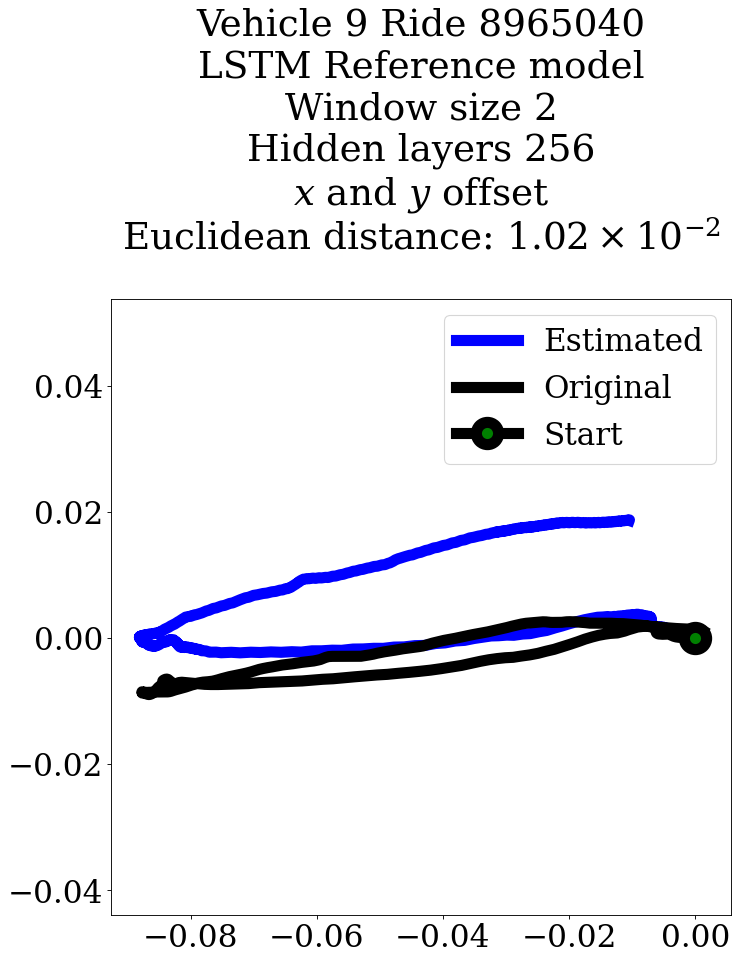 Vehicle 9 Ride 8965040
LSTM Reference model
Window size 2
Hidden layers 256
x and y offset
Euclidean distance: 1.02 × 10⁻²
Estimated
Original
Start
0.04
0.02
0.00
−0.02
−0.04
−0.08 −0.06 −0.04 −0.02 0.00